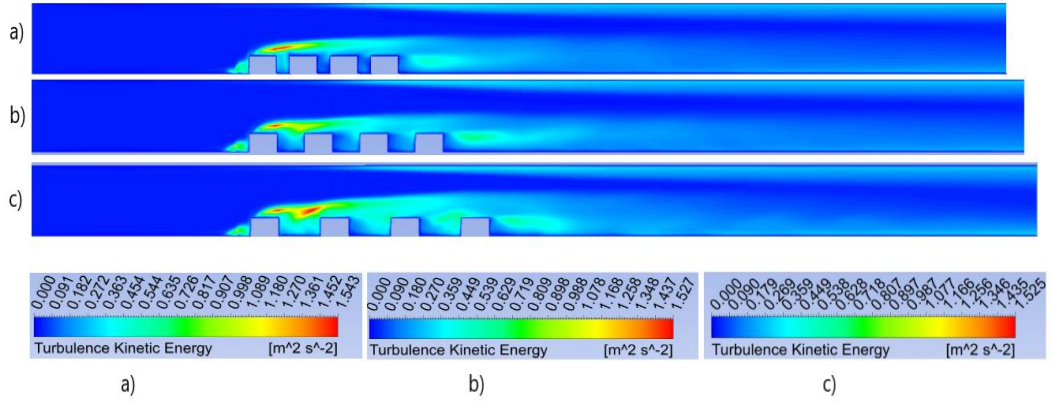 a)
b)
c)
0.000 0.091 0.182 0.272 0.363 0.454 0.544 0.635 0.726 0.817 0.907 0.998 1.089 1.180 1.270 1.361 1.452 1.543
Turbulence Kinetic Energy [m^2 s^-2]
a)
0.000 0.090 0.180 0.270 0.359 0.449 0.539 0.629 0.719 0.809 0.898 0.988 1.078 1.168 1.258 1.348 1.437 1.527
Turbulence Kinetic Energy [m^2 s^-2]
b)
0.000 0.090 0.179 0.269 0.359 0.449 0.538 0.628 0.718 0.807 0.897 0.987 1.077 1.166 1.256 1.346 1.435 1.525
Turbulence Kinetic Energy [m^2 s^-2]
c)